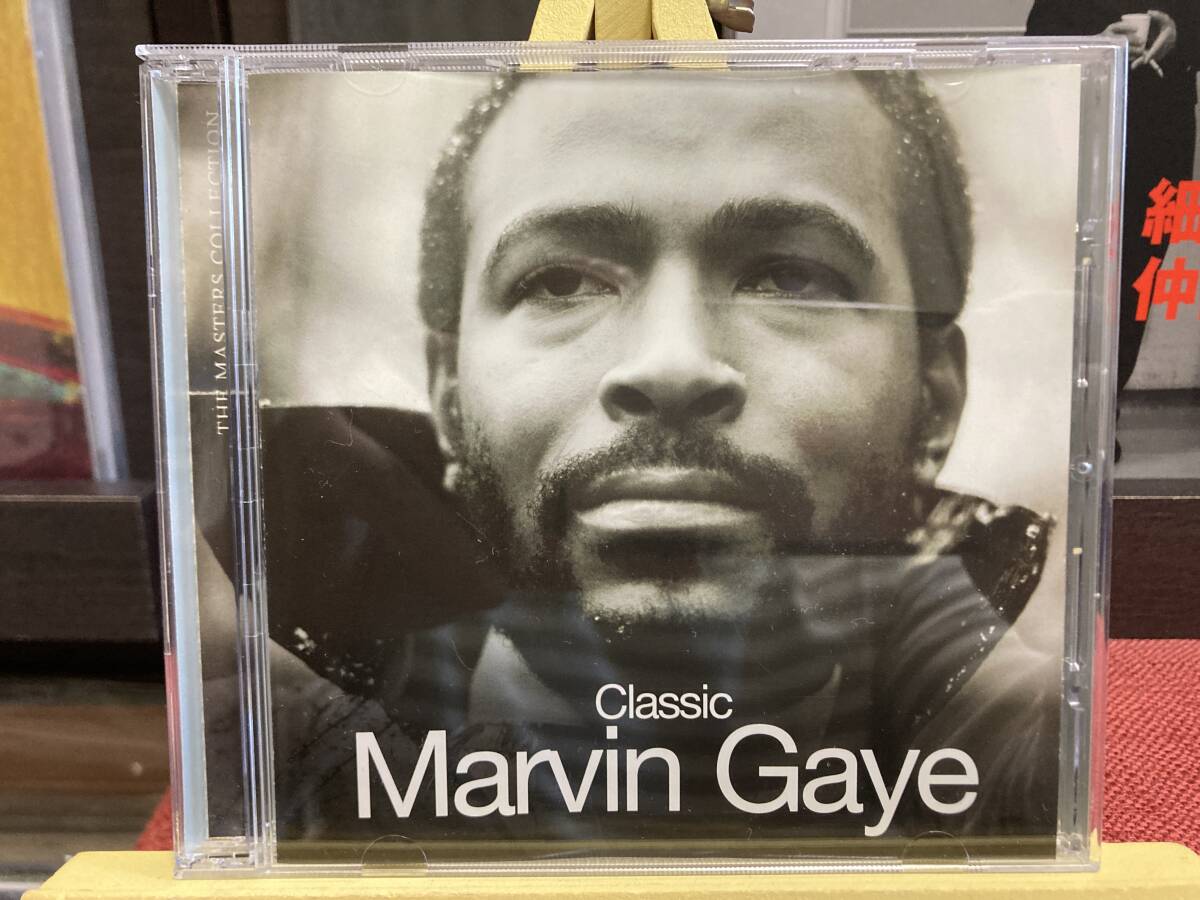 THE MASTERS COLLECTION
Classic
Marvin Gaye
細
仲